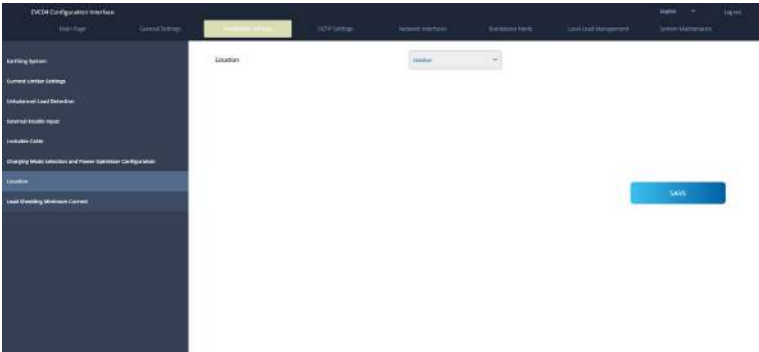 EVC04 Configuration Interface
English
Log out
Main Page
General Settings
Installation Settings
OCPP Settings
Network Interfaces
Standalone Mode
Local Load Management
System Maintenance
Earthing System
Current Limiter Settings
Unbalanced Load Detection
External Enable Input
Lockable Cable
Charging Mode Selection and Power Optimizer Configuration
Location
Load Shedding Minimum Current
Location
Outdoor
SAVE